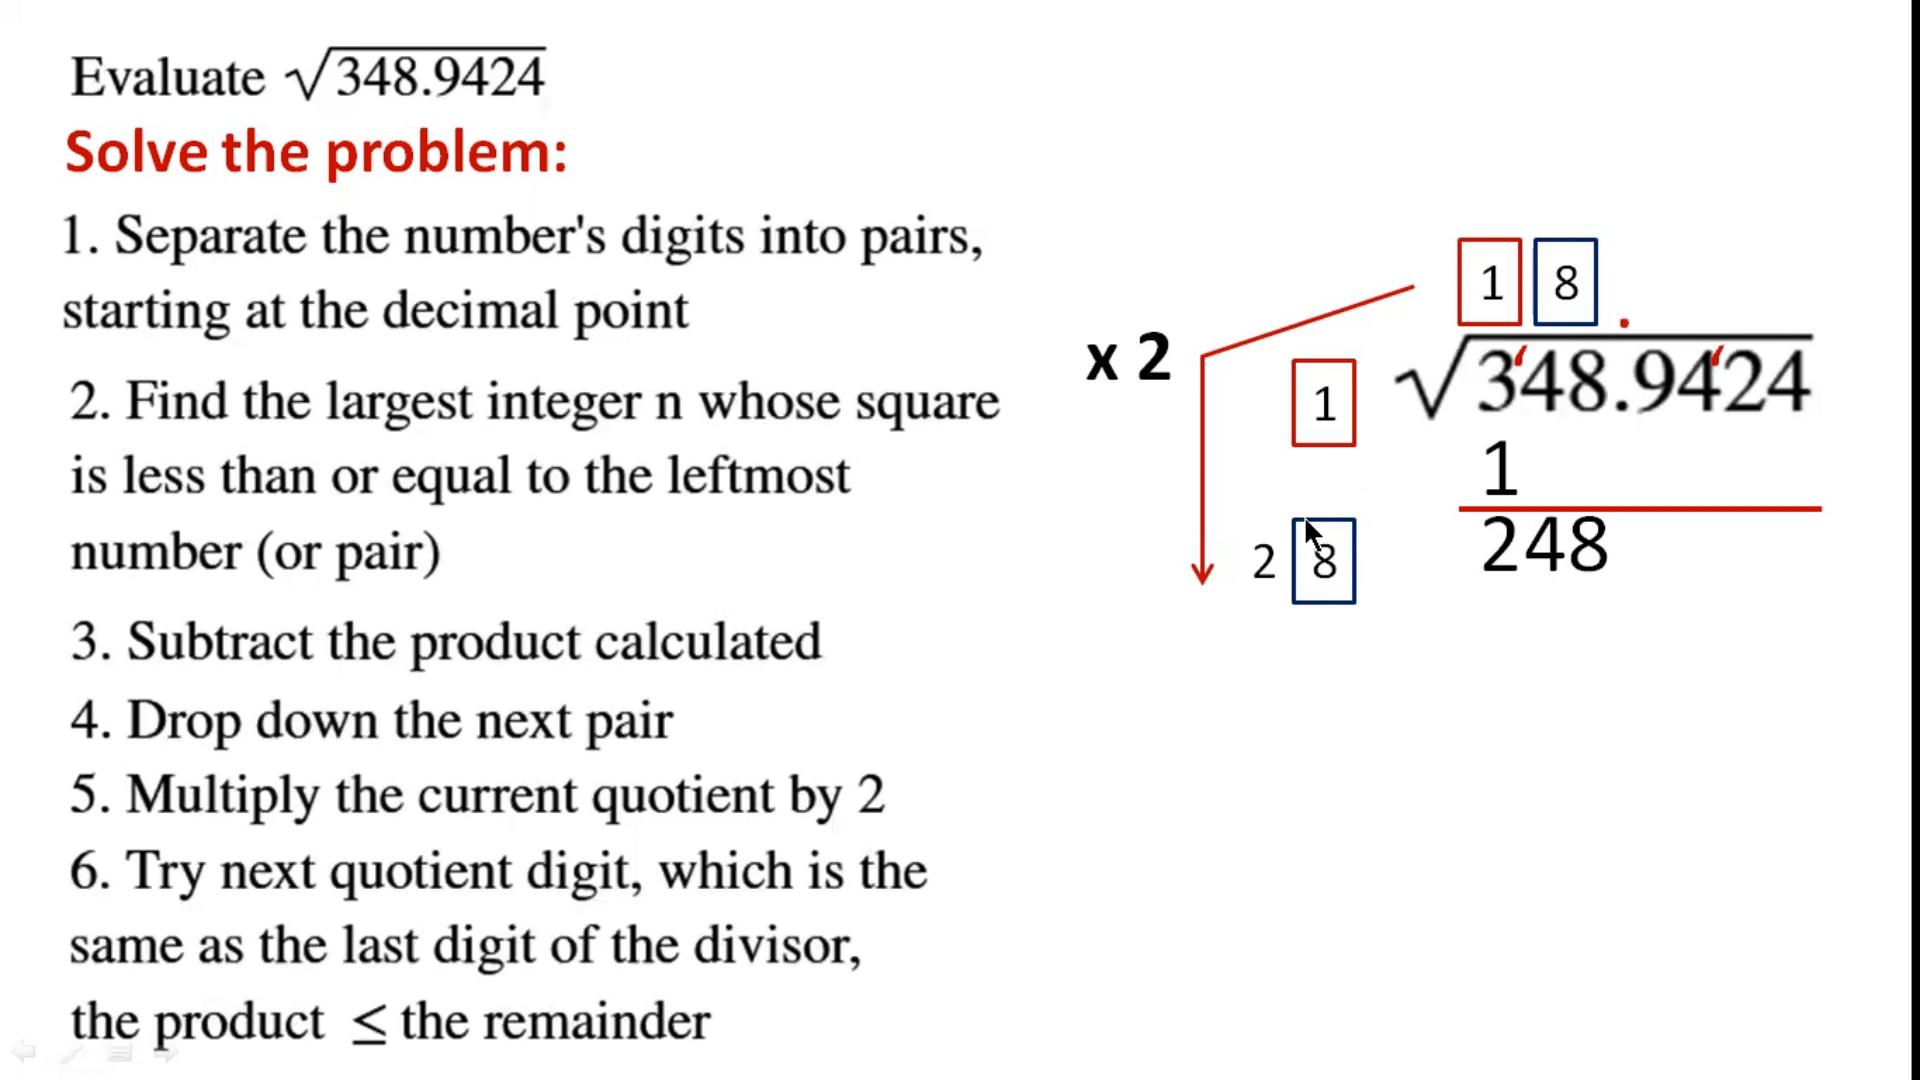 Evaluate √348.9424
Solve the problem:
1. Separate the number's digits into pairs,
starting at the decimal point
2. Find the largest integer n whose square
is less than or equal to the leftmost
number (or pair)
3. Subtract the product calculated
4. Drop down the next pair
5. Multiply the current quotient by 2
6. Try next quotient digit, which is the
same as the last digit of the divisor,
the product ≤ the remainder
1 8 .
x 2
1 √3‘48.94‘24
1
2 8 248